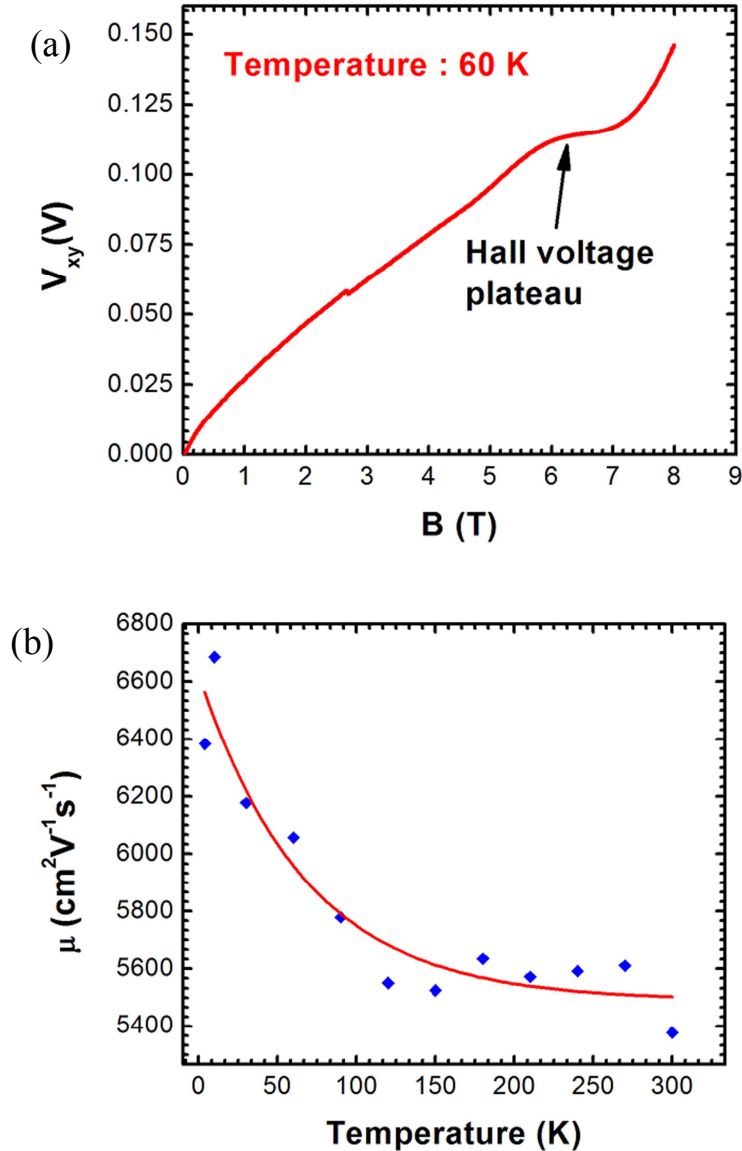 (a)
Temperature : 60 K
0.150
0.125
0.100
0.075
0.050
0.025
0.000
V_xy(V)
Hall voltage
plateau
0 1 2 3 4 5 6 7 8 9
B (T)
(b)
6800
6600
6400
6200
6000
5800
5600
5400
μ (cm²V⁻¹s⁻¹)
0 50 100 150 200 250 300
Temperature (K)